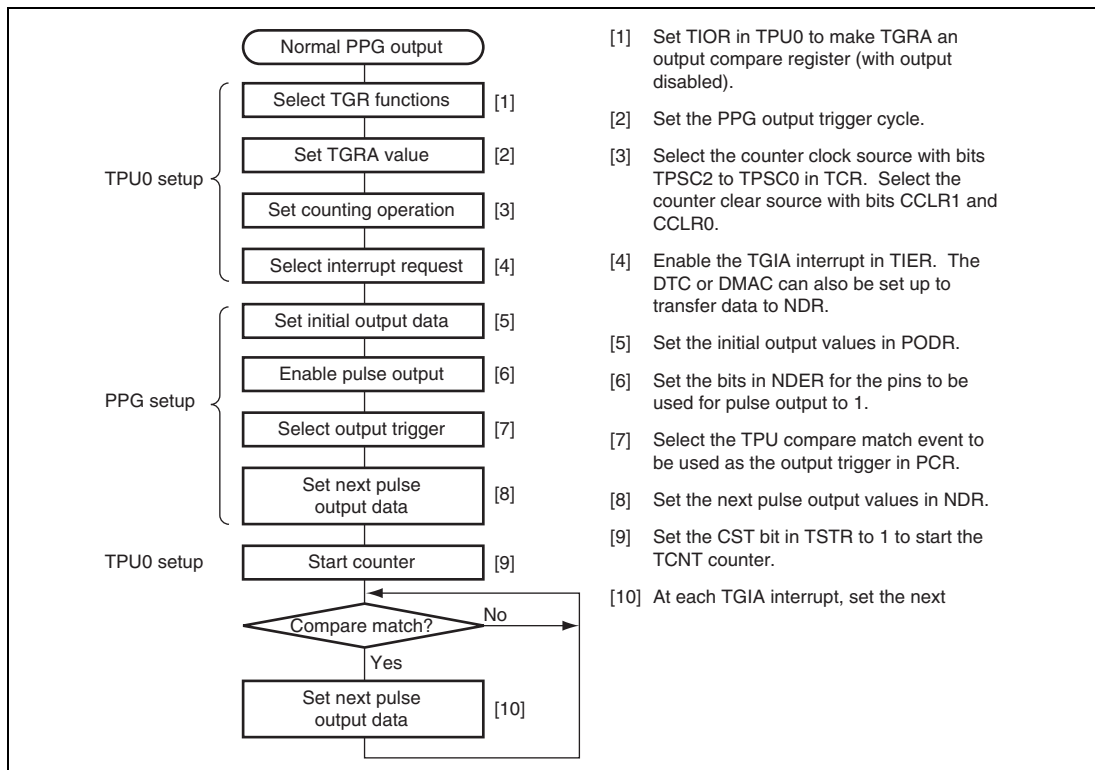 Normal PPG output
Select TGR functions [1]
Set TGRA value [2]
TPU0 setup
Set counting operation [3]
Select interrupt request [4]
Set initial output data [5]
Enable pulse output [6]
PPG setup
Select output trigger [7]
Set next pulse
output data
[8]
TPU0 setup
Start counter [9]
Compare match?
No
Yes
Set next pulse
output data
[10]
[1] Set TIOR in TPU0 to make TGRA an
output compare register (with output
disabled).
[2] Set the PPG output trigger cycle.
[3] Select the counter clock source with bits
TPSC2 to TPSC0 in TCR. Select the
counter clear source with bits CCLR1 and
CCLR0.
[4] Enable the TGIA interrupt in TIER. The
DTC or DMAC can also be set up to
transfer data to NDR.
[5] Set the initial output values in PODR.
[6] Set the bits in NDER for the pins to be
used for pulse output to 1.
[7] Select the TPU compare match event to
be used as the output trigger in PCR.
[8] Set the next pulse output values in NDR.
[9] Set the CST bit in TSTR to 1 to start the
TCNT counter.
[10] At each TGIA interrupt, set the next